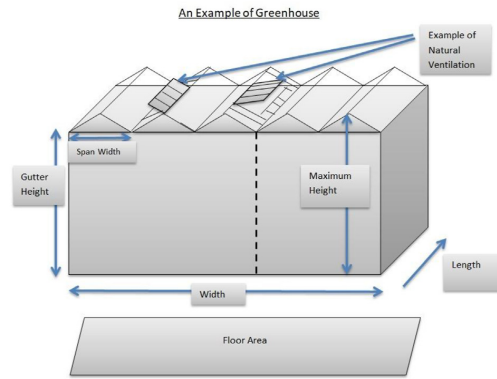 An Example of Greenhouse
Example of
Natural
Ventilation
Span Width
Gutter
Height
Maximum
Height
Length
Width
Floor Area